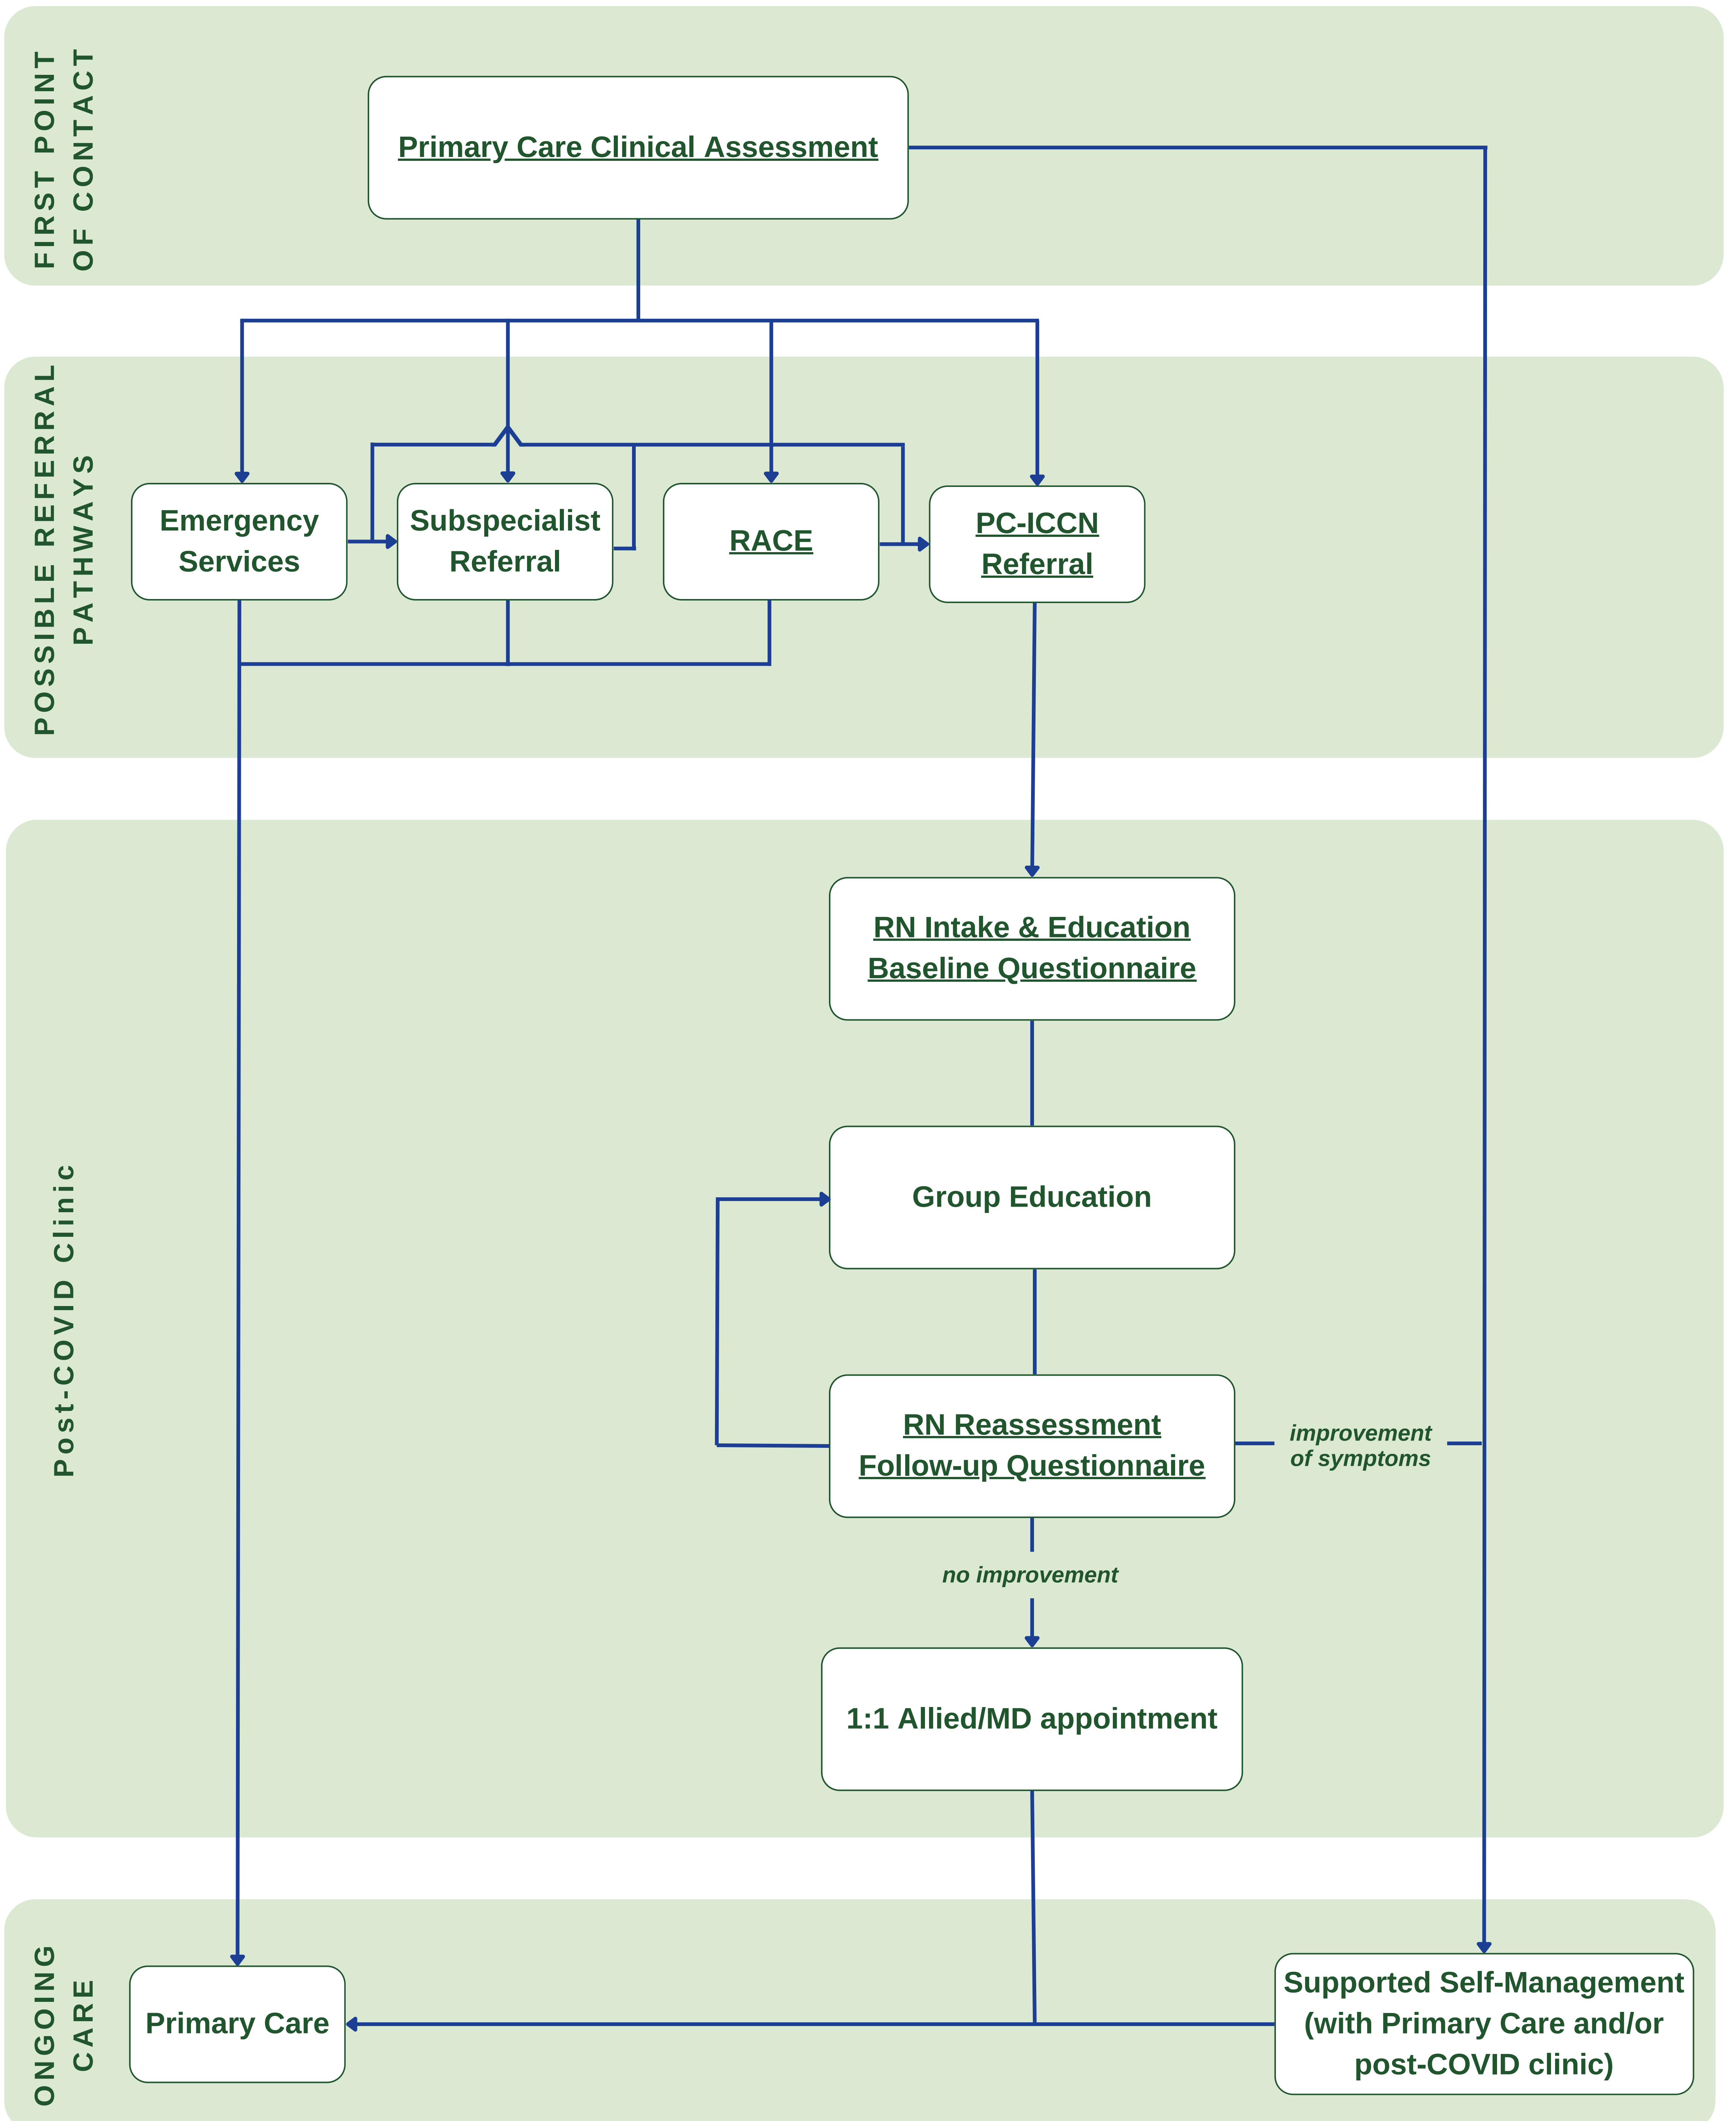 FIRST POINT
OF CONTACT
Primary Care Clinical Assessment
POSSIBLE REFERRAL
PATHWAYS
Emergency
Services
Subspecialist
Referral
RACE
PC-ICCN
Referral
Post-COVID Clinic
RN Intake & Education
Baseline Questionnaire
Group Education
RN Reassessment
Follow-up Questionnaire
improvement
of symptoms
no improvement
1:1 Allied/MD appointment
ONGOING
CARE
Primary Care
Supported Self-Management
(with Primary Care and/or
post-COVID clinic)